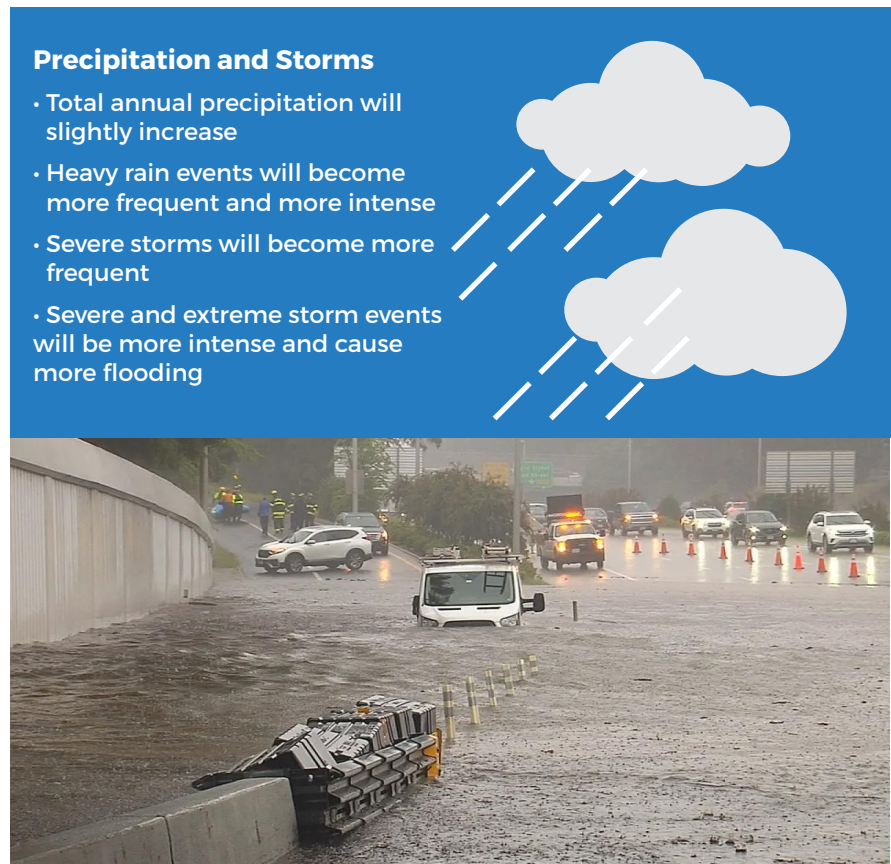 Precipitation and Storms
• Total annual precipitation will
slightly increase
• Heavy rain events will become
more frequent and more intense
• Severe storms will become more
frequent
• Severe and extreme storm events
will be more intense and cause
more flooding